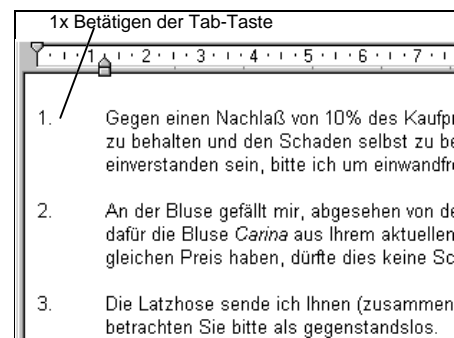 1x Betätigen der Tab-Taste
1 2 3 4 5 6 7
1. Gegen einen Nachlaß von 10% des Kaufpr
zu behalten und den Schaden selbst zu be
einverstanden sein, bitte ich um einwandfre
2. An der Bluse gefällt mir, abgesehen von de
dafür die Bluse Carina aus Ihrem aktuellen
gleichen Preis haben, dürfte dies keine Sc
3. Die Latzhose sende ich Ihnen (zusammen
betrachten Sie bitte als gegenstandslos.